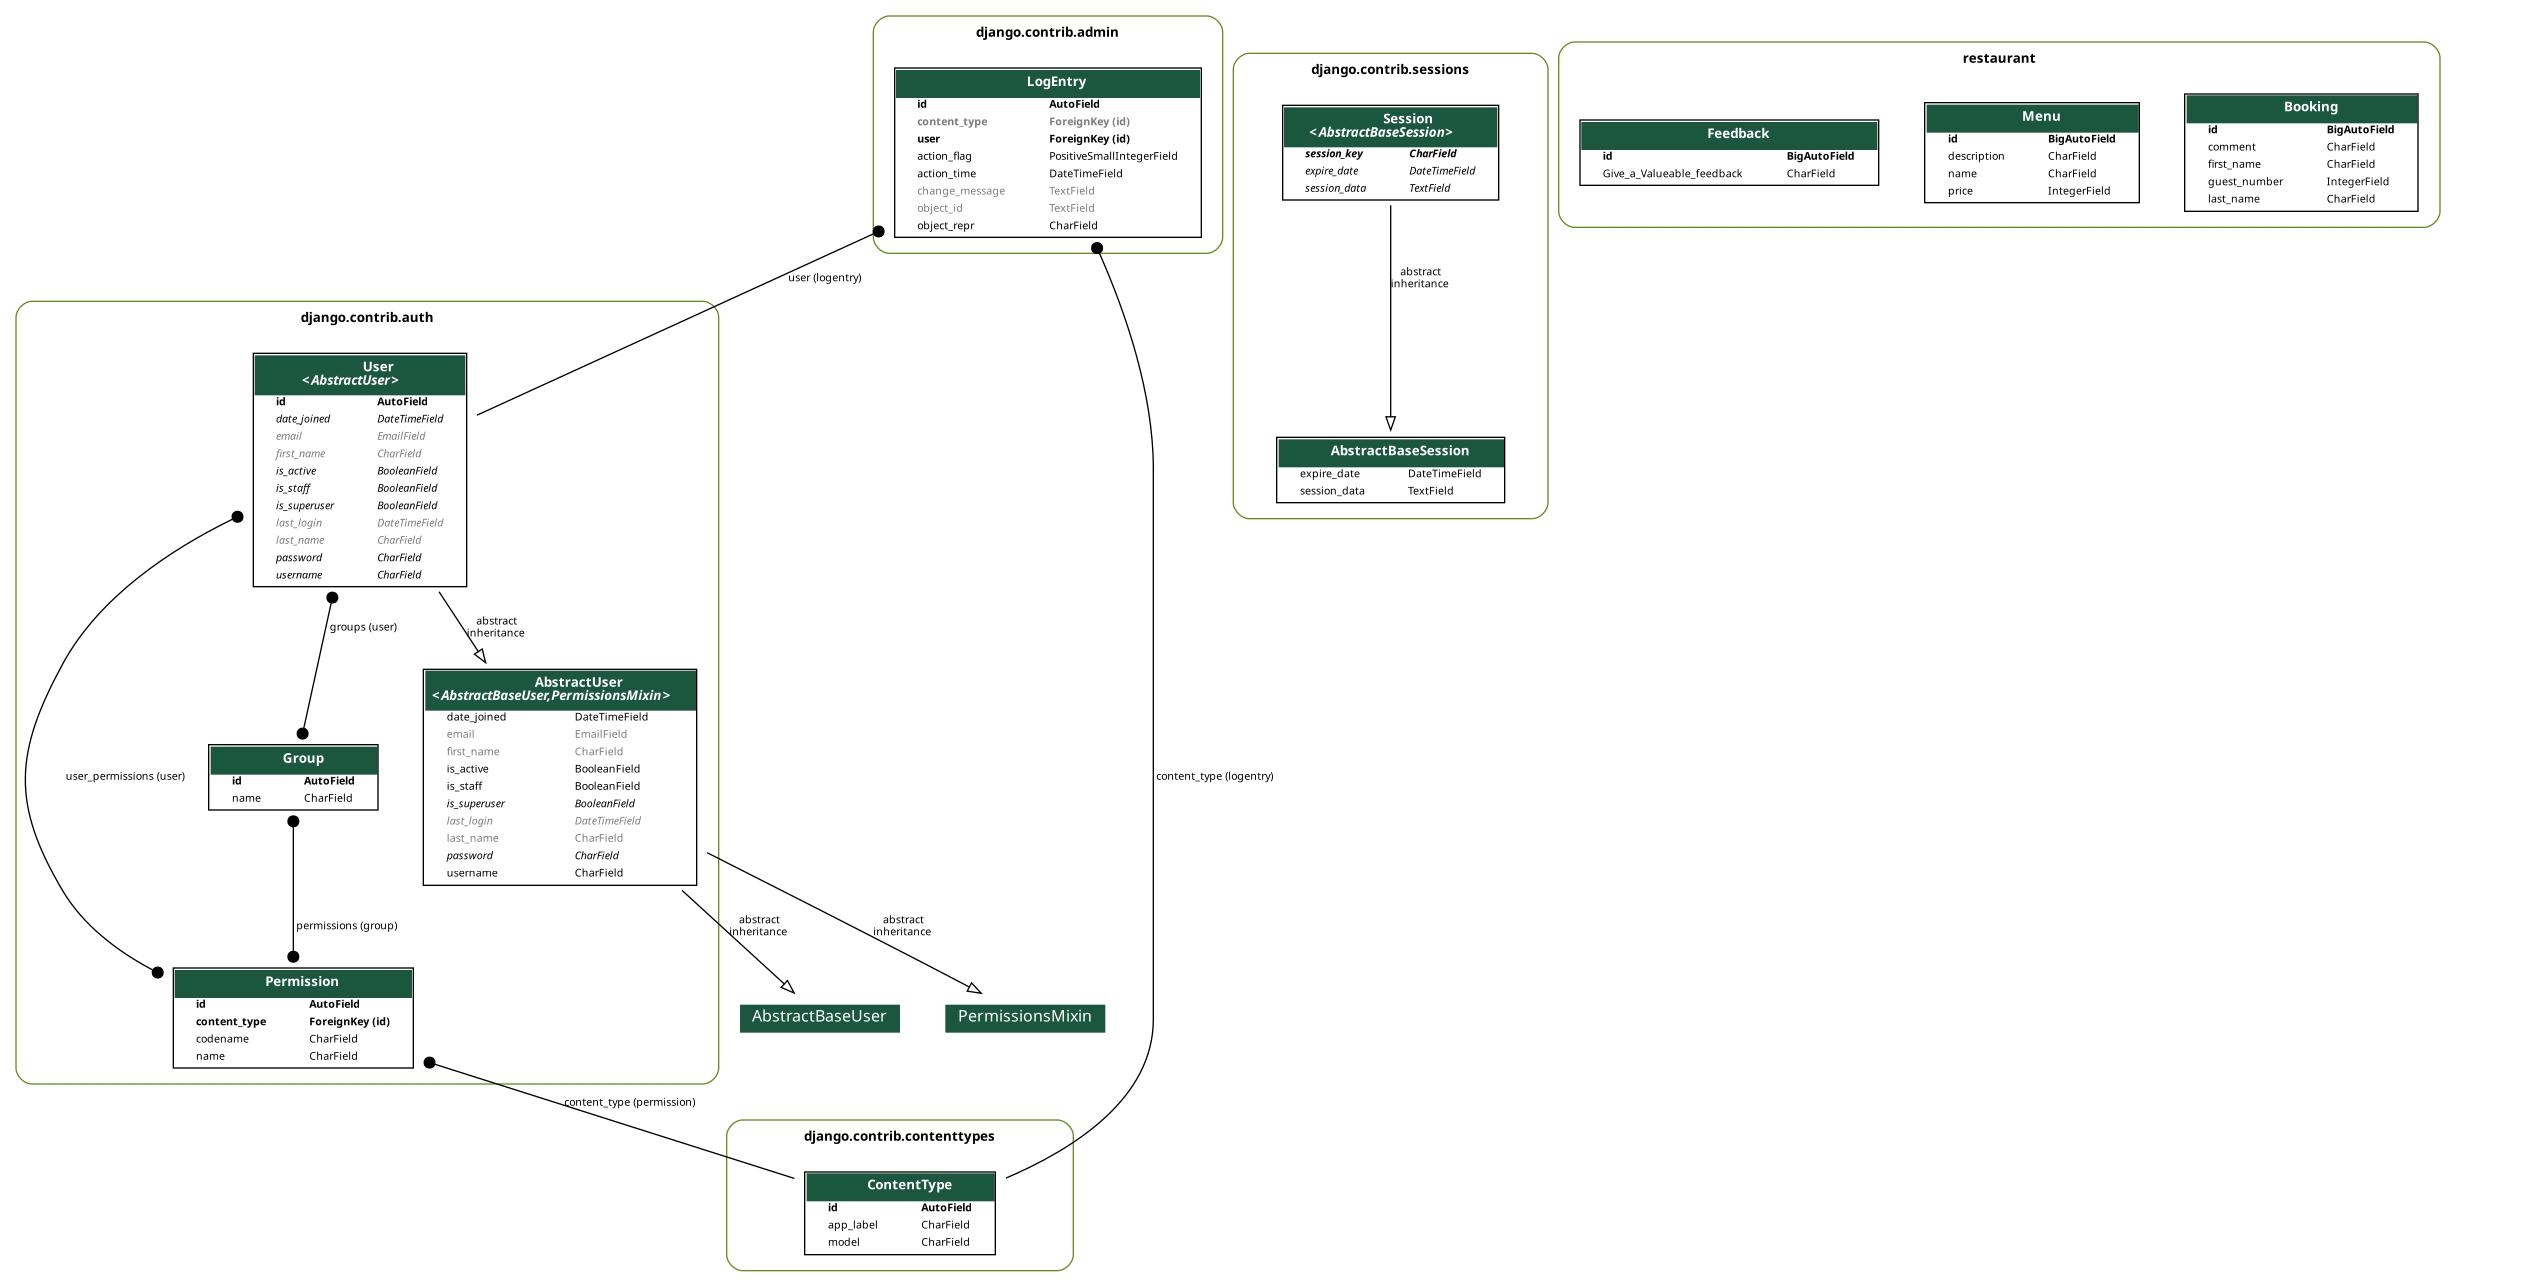 django.contrib.admin
LogEntry
id AutoField
content_type ForeignKey (id)
user ForeignKey (id)
action_flag PositiveSmallIntegerField
action_time DateTimeField
change_message TextField
object_id TextField
object_repr CharField
django.contrib.sessions
Session
<AbstractBaseSession>
session_key CharField
expire_date DateTimeField
session_data TextField
abstract
inheritance
AbstractBaseSession
expire_date DateTimeField
session_data TextField
restaurant
Feedback
id BigAutoField
Give_a_Valueable_feedback CharField
Menu
id BigAutoField
description CharField
name CharField
price IntegerField
Booking
id BigAutoField
comment CharField
first_name CharField
guest_number IntegerField
last_name CharField
user (logentry)
django.contrib.auth
User
<AbstractUser>
id AutoField
date_joined DateTimeField
email EmailField
first_name CharField
is_active BooleanField
is_staff BooleanField
is_superuser BooleanField
last_login DateTimeField
last_name CharField
password CharField
username CharField
groups (user)
abstract
inheritance
AbstractUser
<AbstractBaseUser,PermissionsMixin>
date_joined DateTimeField
email EmailField
first_name CharField
is_active BooleanField
is_staff BooleanField
is_superuser BooleanField
last_login DateTimeField
last_name CharField
password CharField
username CharField
user_permissions (user)
Group
id AutoField
name CharField
content_type (logentry)
permissions (group)
abstract
inheritance
abstract
inheritance
Permission
id AutoField
content_type ForeignKey (id)
codename CharField
name CharField
AbstractBaseUser
PermissionsMixin
content_type (permission)
django.contrib.contenttypes
ContentType
id AutoField
app_label CharField
model CharField